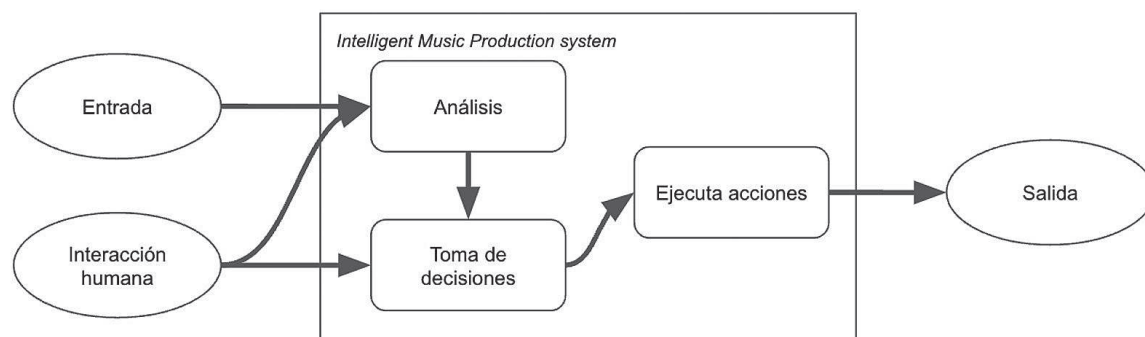 Intelligent Music Production system
Entrada
Análisis
Ejecuta acciones
Salida
Interacción
humana
Toma de
decisiones